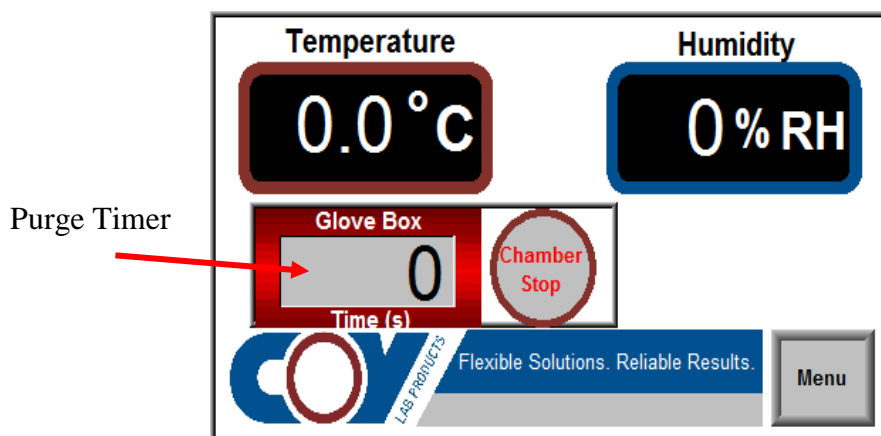 Temperature
Humidity
0.0 °C
0 % RH
Purge Timer
Glove Box
0
Time (s)
Chamber
Stop
COY
LAB PRODUCTS
Flexible Solutions. Reliable Results.
Menu